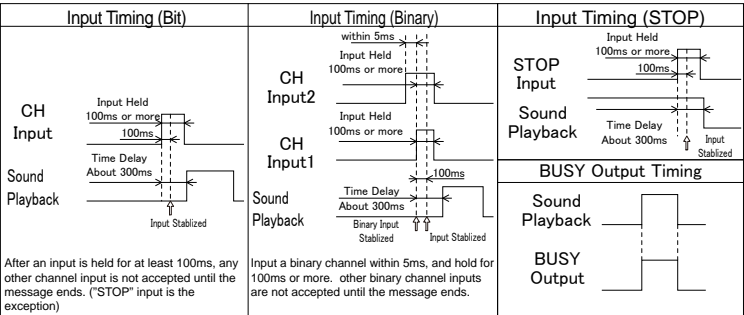 Input Timing (Bit)
CH
Input
Input Held
100ms or more
100ms
Time Delay
About 300ms
Sound
Playback
Input Stablized
After an input is held for at least 100ms, any
other channel input is not accepted until the
message ends. ("STOP" input is the
exception)
Input Timing (Binary)
within 5ms
Input Held
100ms or more
CH
Input2
Input Held
100ms or more
CH
Input1
100ms
Sound
Playback
Time Delay
About 300ms
Binary Input
Stablized
Input Stablized
Input a binary channel within 5ms, and hold for
100ms or more. other binary channel inputs
are not accepted until the message ends.
Input Timing (STOP)
Input Held
100ms or more
100ms
STOP
Input
Sound
Playback
Time Delay
About 300ms
Input
Stablized
BUSY Output Timing
Sound
Playback
BUSY
Output